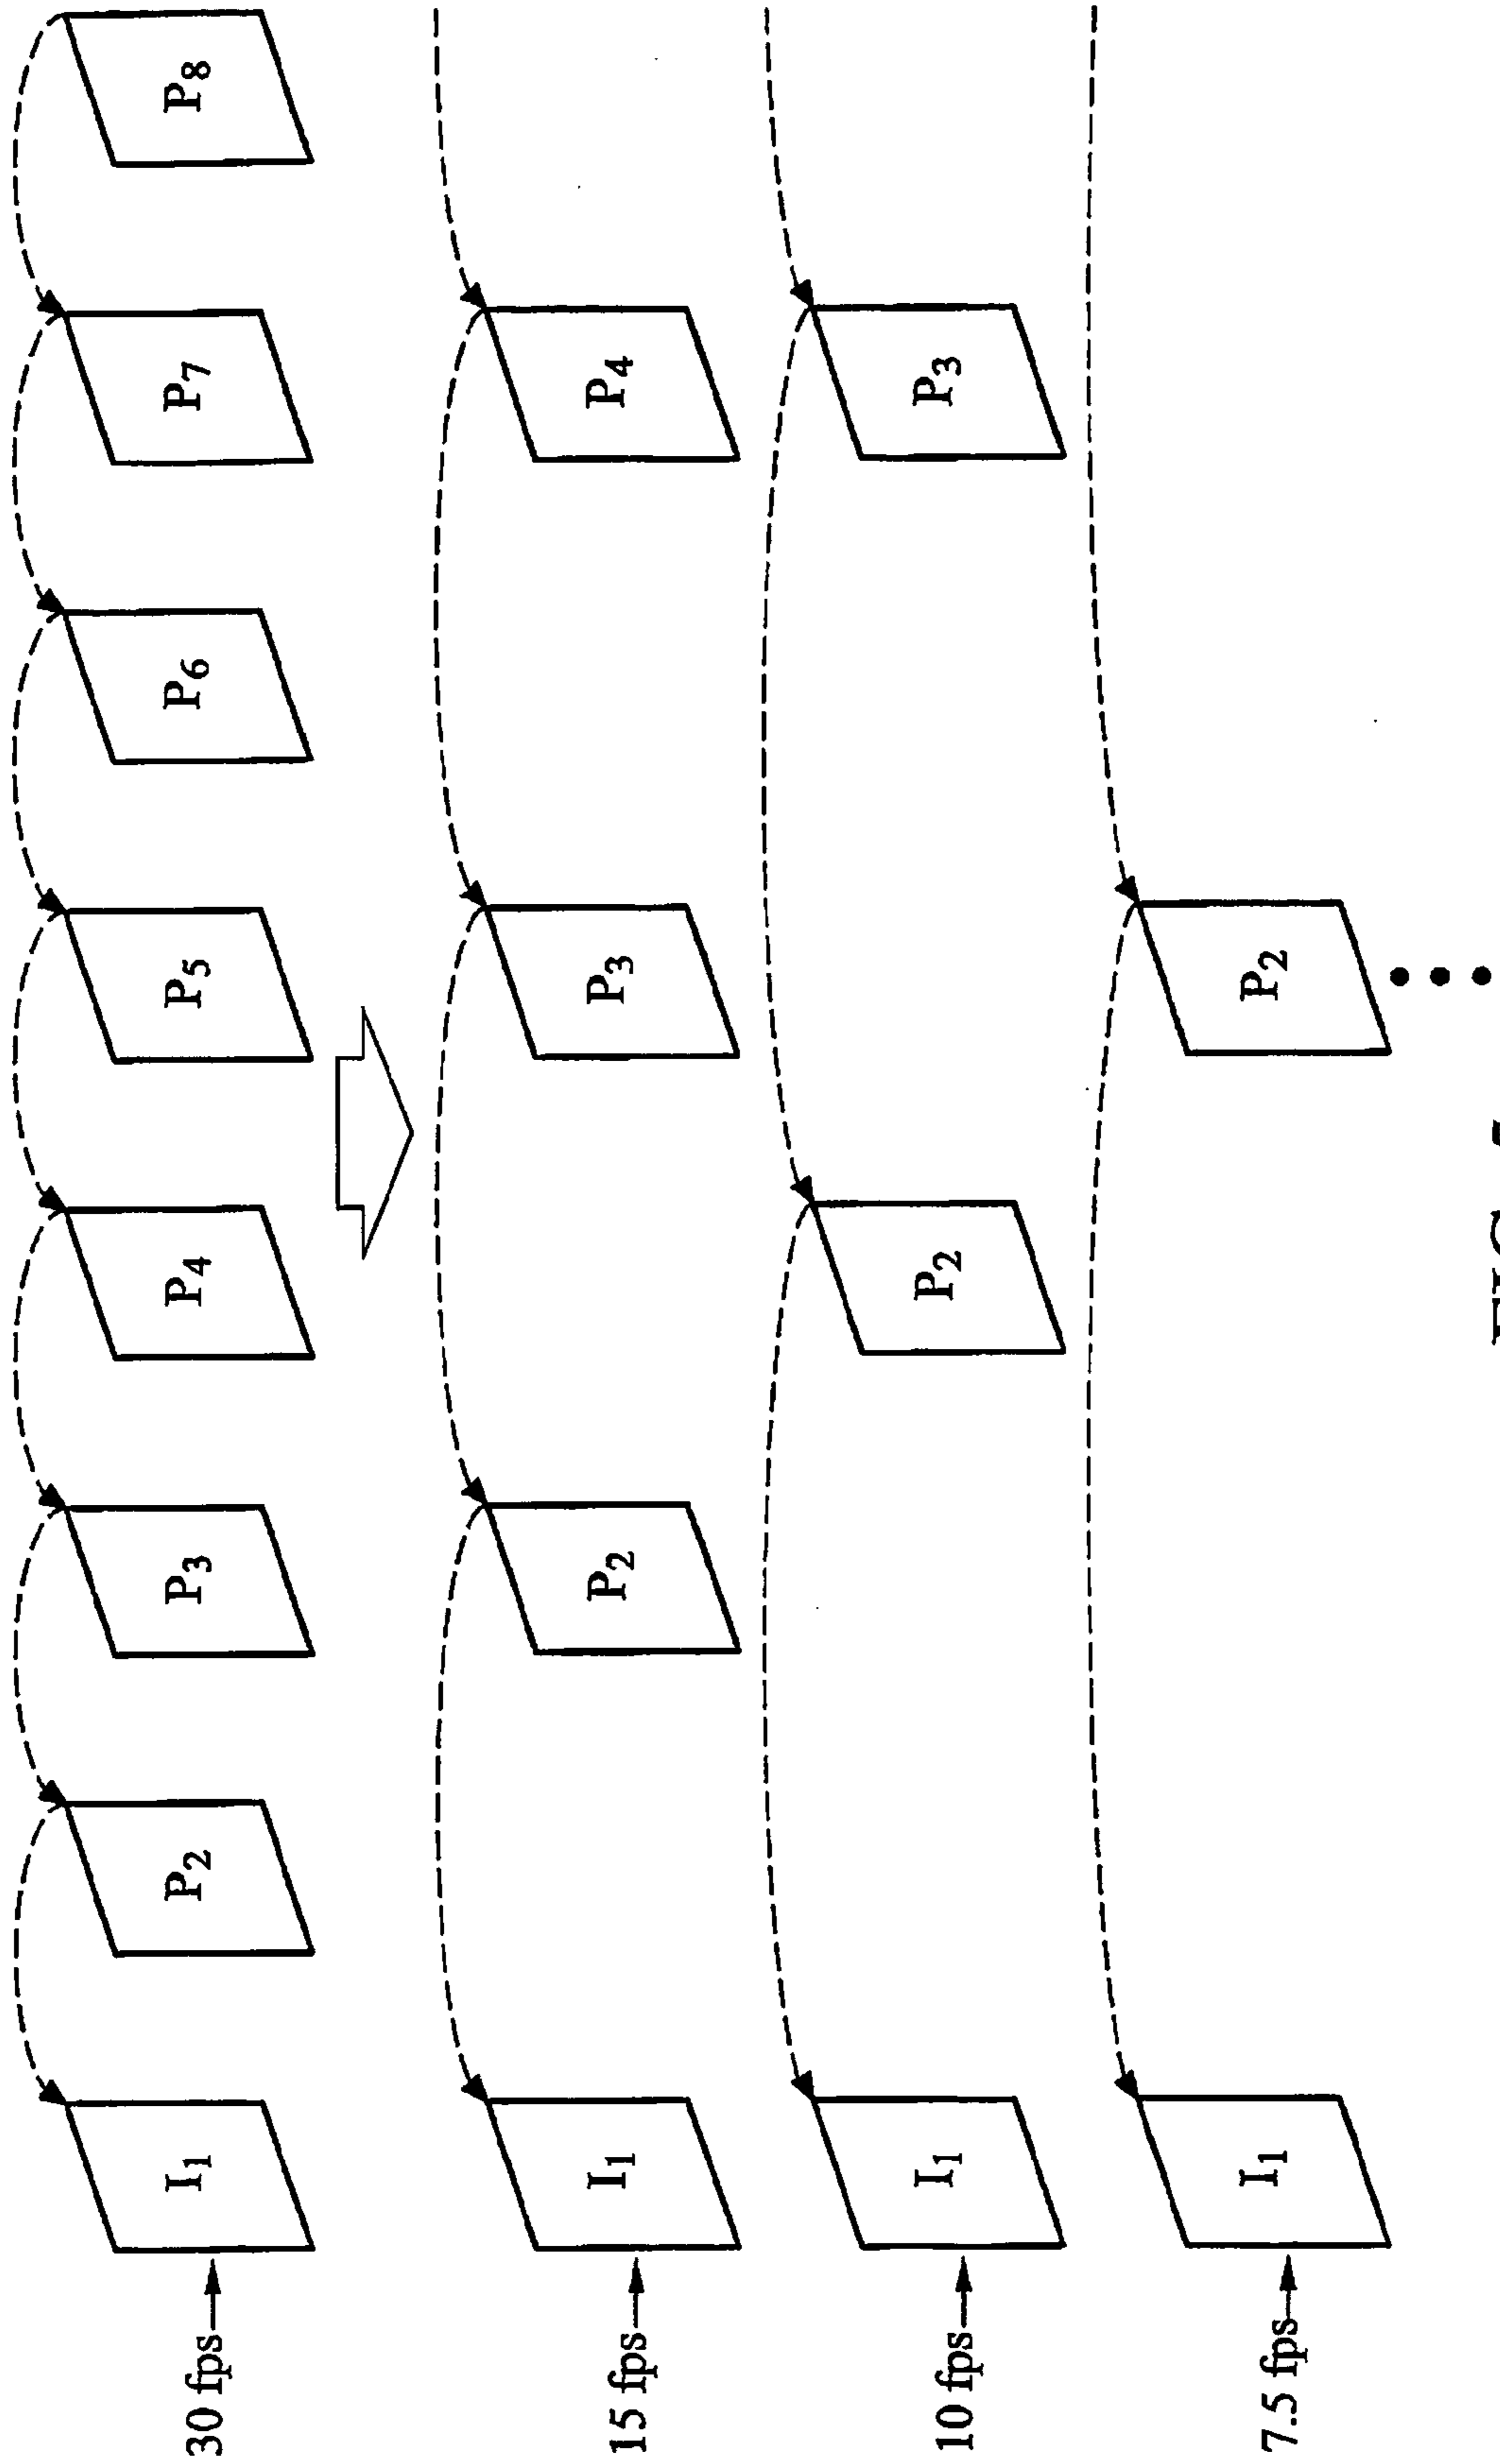 30 fps I₁ P₂ P₃ P₄ P₅ P₆ P₇ P₈
15 fps I₁ P₂ P₃ P₄
10 fps I₁ P₂ P₃
7.5 fps I₁ P₂